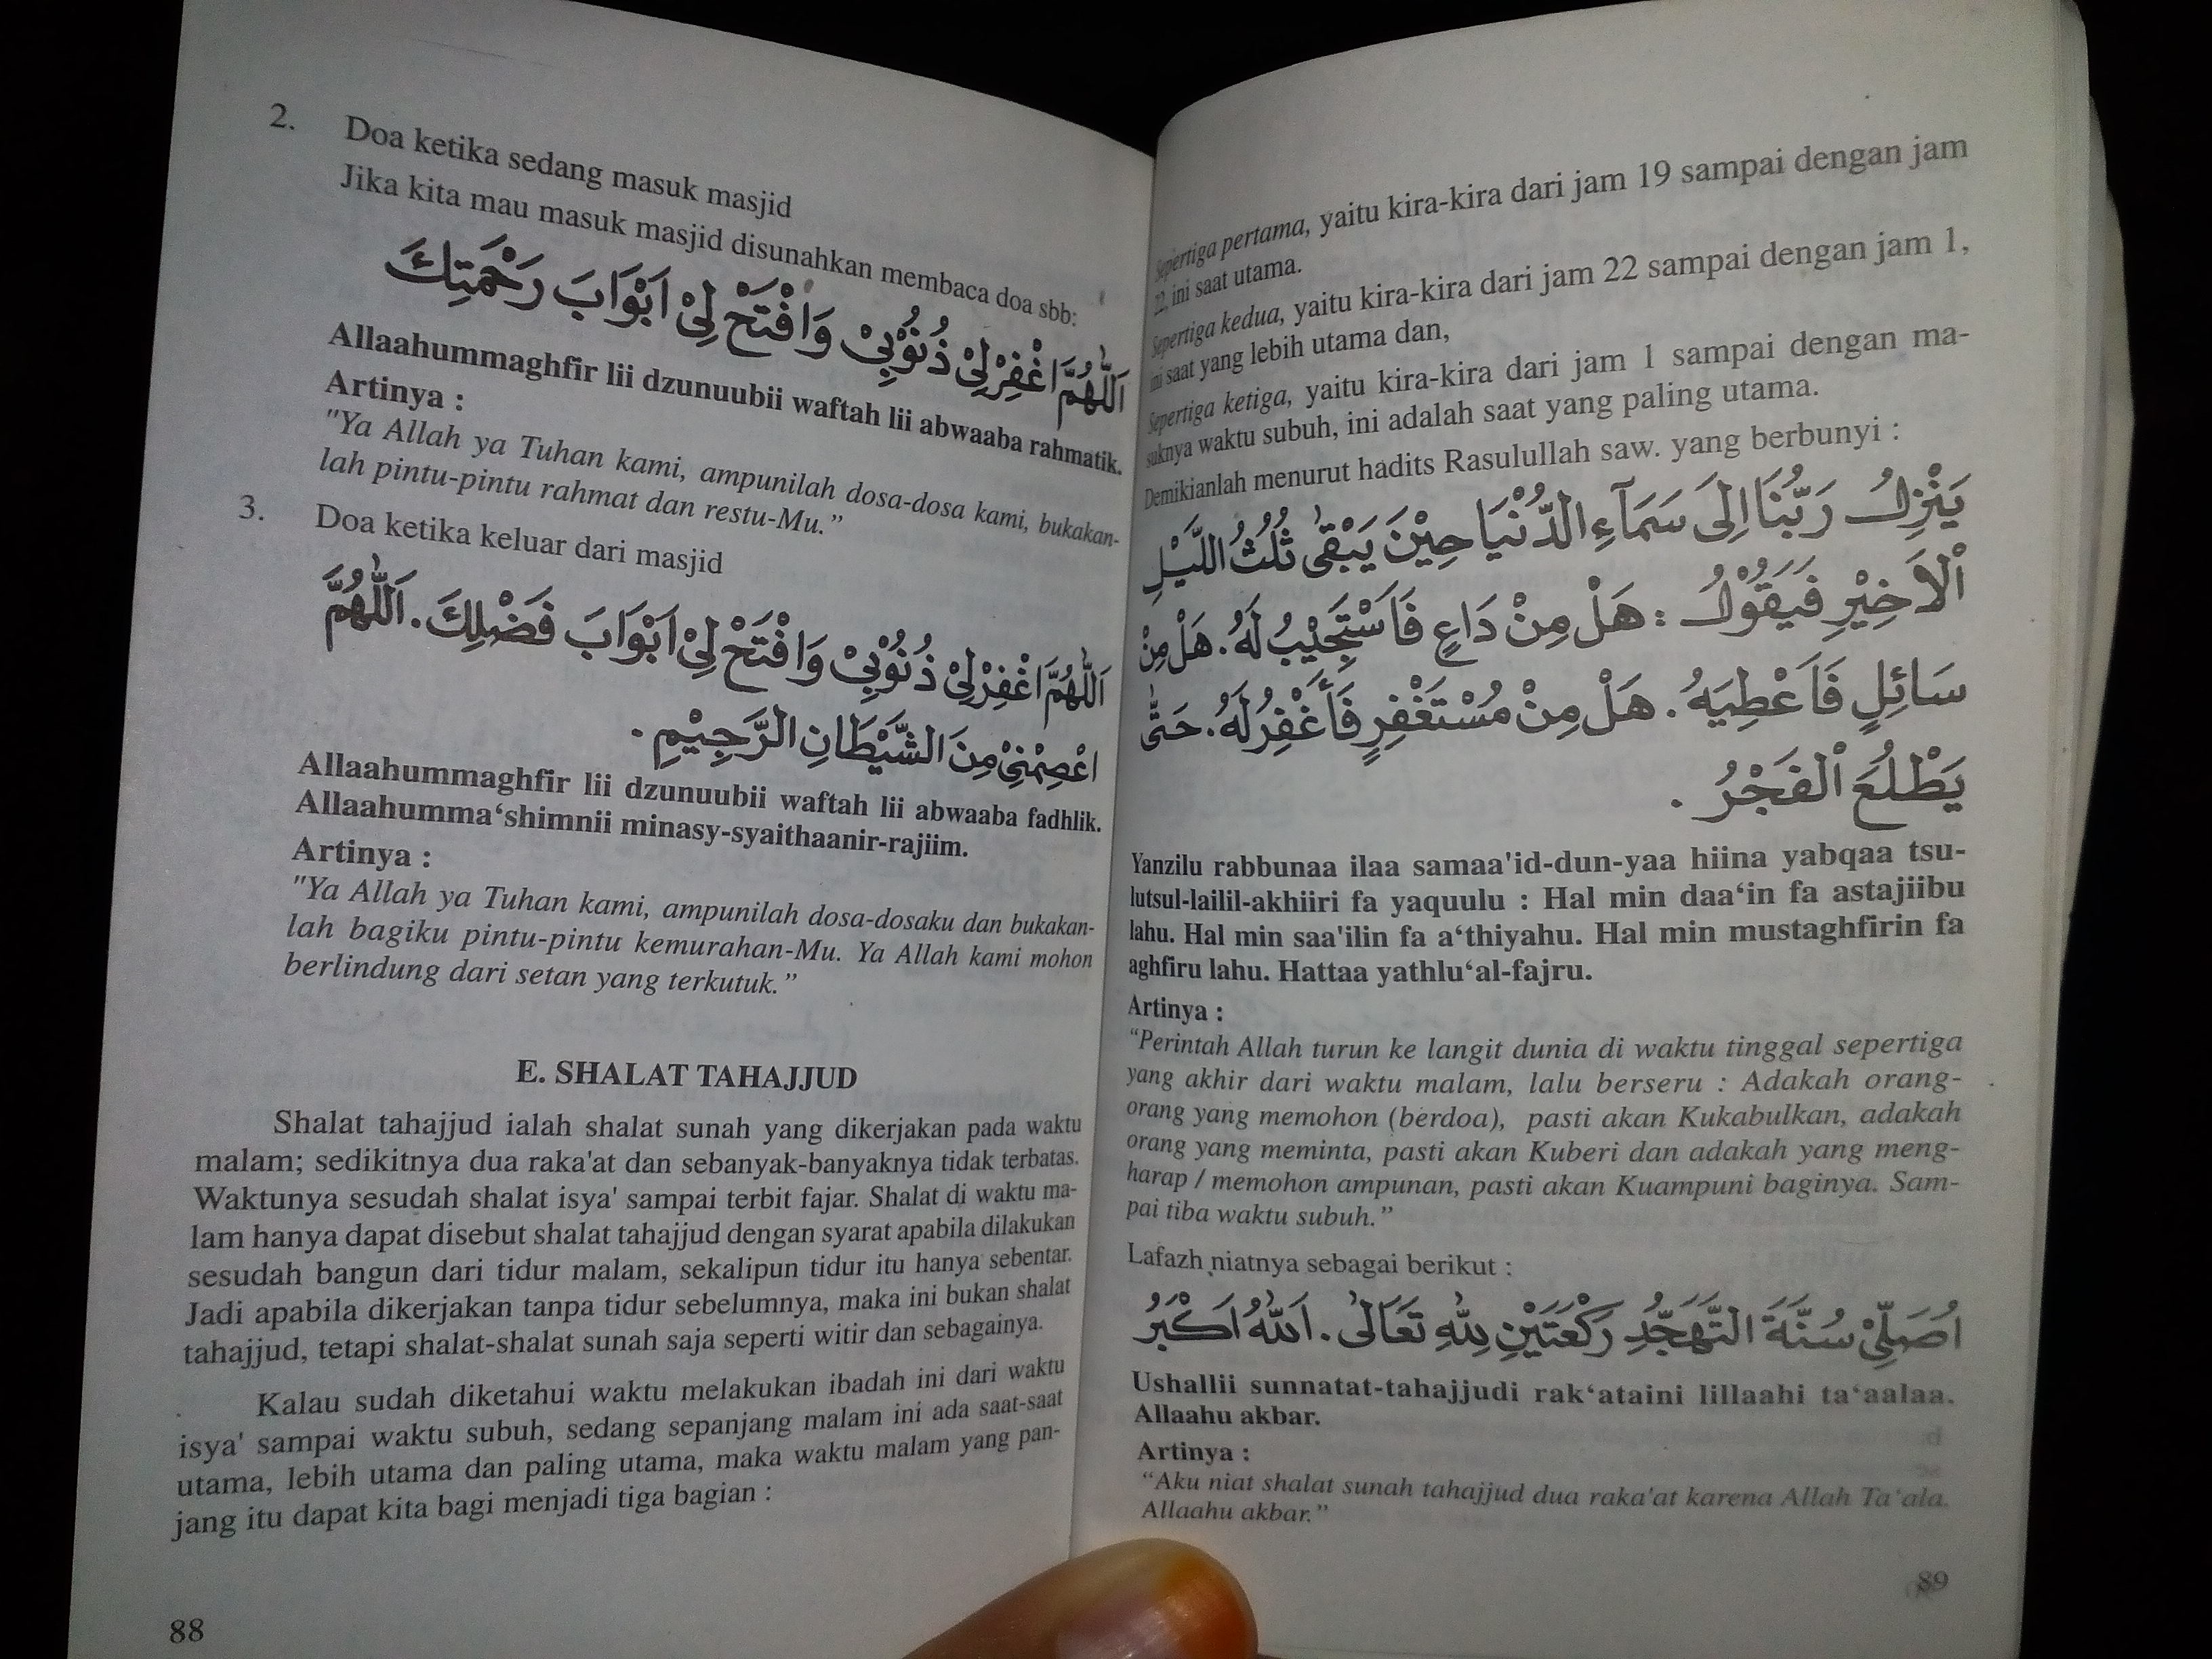 2. Doa ketika sedang masuk masjid
Jika kita mau masuk masjid disunahkan membaca doa sbb:
اَللّٰهُمَّ اغْفِرْلِيْ ذُنُوْبِيْ وَافْتَحْ لِيْ اَبْوَابَ رَحْمَتِكَ
Allaahummaghfir lii dzunuubii waftah lii abwaaba rahmatik.
Artinya :
"Ya Allah ya Tuhan kami, ampunilah dosa-dosa kami, bukakan-
lah pintu-pintu rahmat dan restu-Mu.”
3. Doa ketika keluar dari masjid
اَللّٰهُمَّ اغْفِرْلِيْ ذُنُوْبِيْ وَافْتَحْ لِيْ اَبْوَابَ فَضْلِكَ. اَللّٰهُمَّ
اعْصِمْنِيْ مِنَ الشَّيْطَانِ الرَّجِيْمِ.
Allaahummaghfir lii dzunuubii waftah lii abwaaba fadhlik.
Allaahumma‘shimnii minasy-syaithaanir-rajiim.
Artinya :
"Ya Allah ya Tuhan kami, ampunilah dosa-dosaku dan bukakan-
lah bagiku pintu-pintu kemurahan-Mu. Ya Allah kami mohon
berlindung dari setan yang terkutuk.”
E. SHALAT TAHAJJUD
Shalat tahajjud ialah shalat sunah yang dikerjakan pada waktu
malam; sedikitnya dua raka'at dan sebanyak-banyaknya tidak terbatas.
Waktunya sesudah shalat isya' sampai terbit fajar. Shalat di waktu ma-
lam hanya dapat disebut shalat tahajjud dengan syarat apabila dilakukan
sesudah bangun dari tidur malam, sekalipun tidur itu hanya sebentar.
Jadi apabila dikerjakan tanpa tidur sebelumnya, maka ini bukan shalat
tahajjud, tetapi shalat-shalat sunah saja seperti witir dan sebagainya.
Kalau sudah diketahui waktu melakukan ibadah ini dari waktu
isya' sampai waktu subuh, sedang sepanjang malam ini ada saat-saat
utama, lebih utama dan paling utama, maka waktu malam yang pan-
jang itu dapat kita bagi menjadi tiga bagian :
88
Sepertiga pertama, yaitu kira-kira dari jam 19 sampai dengan jam
22, ini saat utama.
Sepertiga kedua, yaitu kira-kira dari jam 22 sampai dengan jam 1,
ini saat yang lebih utama dan,
Sepertiga ketiga, yaitu kira-kira dari jam 1 sampai dengan ma-
suknya waktu subuh, ini adalah saat yang paling utama.
Demikianlah menurut hadits Rasulullah saw. yang berbunyi :
يَنْزِلُ رَبُّنَا اِلَى سَمَآءِ الدُّنْيَا حِيْنَ يَبْقٰى ثُلُثُ اللَّيْلِ
اْلاَخِيْرِ فَيَقُوْلُ : هَلْ مِنْ دَاعٍ فَاَسْتَجِيْبُ لَهُ. هَلْ مِنْ
سَائِلٍ فَاَعْطِيَهُ. هَلْ مِنْ مُسْتَغْفِرٍ فَأَغْفِرُ لَهُ. حَتّٰى
يَطْلُعَ اْلفَجْرُ.
Yanzilu rabbunaa ilaa samaa'id-dun-yaa hiina yabqaa tsu-
lutsul-lailil-akhiiri fa yaquulu : Hal min daa‘in fa astajiibu
lahu. Hal min saa'ilin fa a‘thiyahu. Hal min mustaghfirin fa
aghfiru lahu. Hattaa yathlu‘al-fajru.
Artinya :
“Perintah Allah turun ke langit dunia di waktu tinggal sepertiga
yang akhir dari waktu malam, lalu berseru : Adakah orang-
orang yang memohon (berdoa), pasti akan Kukabulkan, adakah
orang yang meminta, pasti akan Kuberi dan adakah yang meng-
harap / memohon ampunan, pasti akan Kuampuni baginya. Sam-
pai tiba waktu subuh.”
Lafazh niatnya sebagai berikut :
اُصَلِّيْ سُنَّةَ التَّهَجُّدِ رَكْعَتَيْنِ لِلّٰهِ تَعَالٰى. اَللّٰهُ اَكْبَرُ
Ushallii sunnatat-tahajjudi rak‘ataini lillaahi ta‘aalaa.
Allaahu akbar.
Artinya :
“Aku niat shalat sunah tahajjud dua raka'at karena Allah Ta‘ala.
Allaahu akbar.”
89